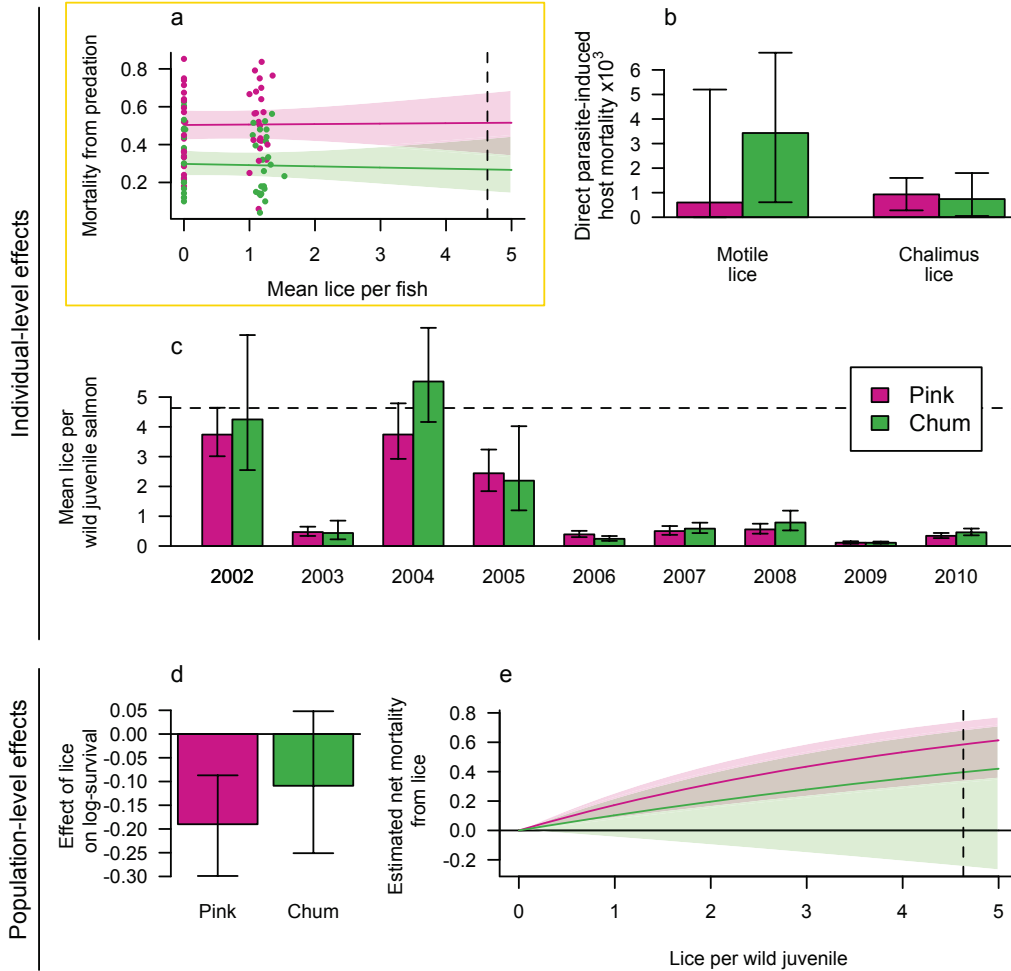 Individual-level effects
a
Mortality from predation
0.8
0.6
0.4
0.2
0 1 2 3 4 5
Mean lice per fish
b
Direct parasite-induced
host mortality x10³
6
5
4
3
2
1
0
Motile
lice
Chalimus
lice
c
Mean lice per
wild juvenile salmon
5
4
3
2
1
0
2002 2003 2004 2005 2006 2007 2008 2009 2010
Pink
Chum
Population-level effects
d
Effect of lice
on log-survival
0.05
0.00
-0.05
-0.10
-0.15
-0.20
-0.25
-0.30
Pink Chum
e
Estimated net mortality
from lice
0.8
0.6
0.4
0.2
0.0
-0.2
0 1 2 3 4 5
Lice per wild juvenile